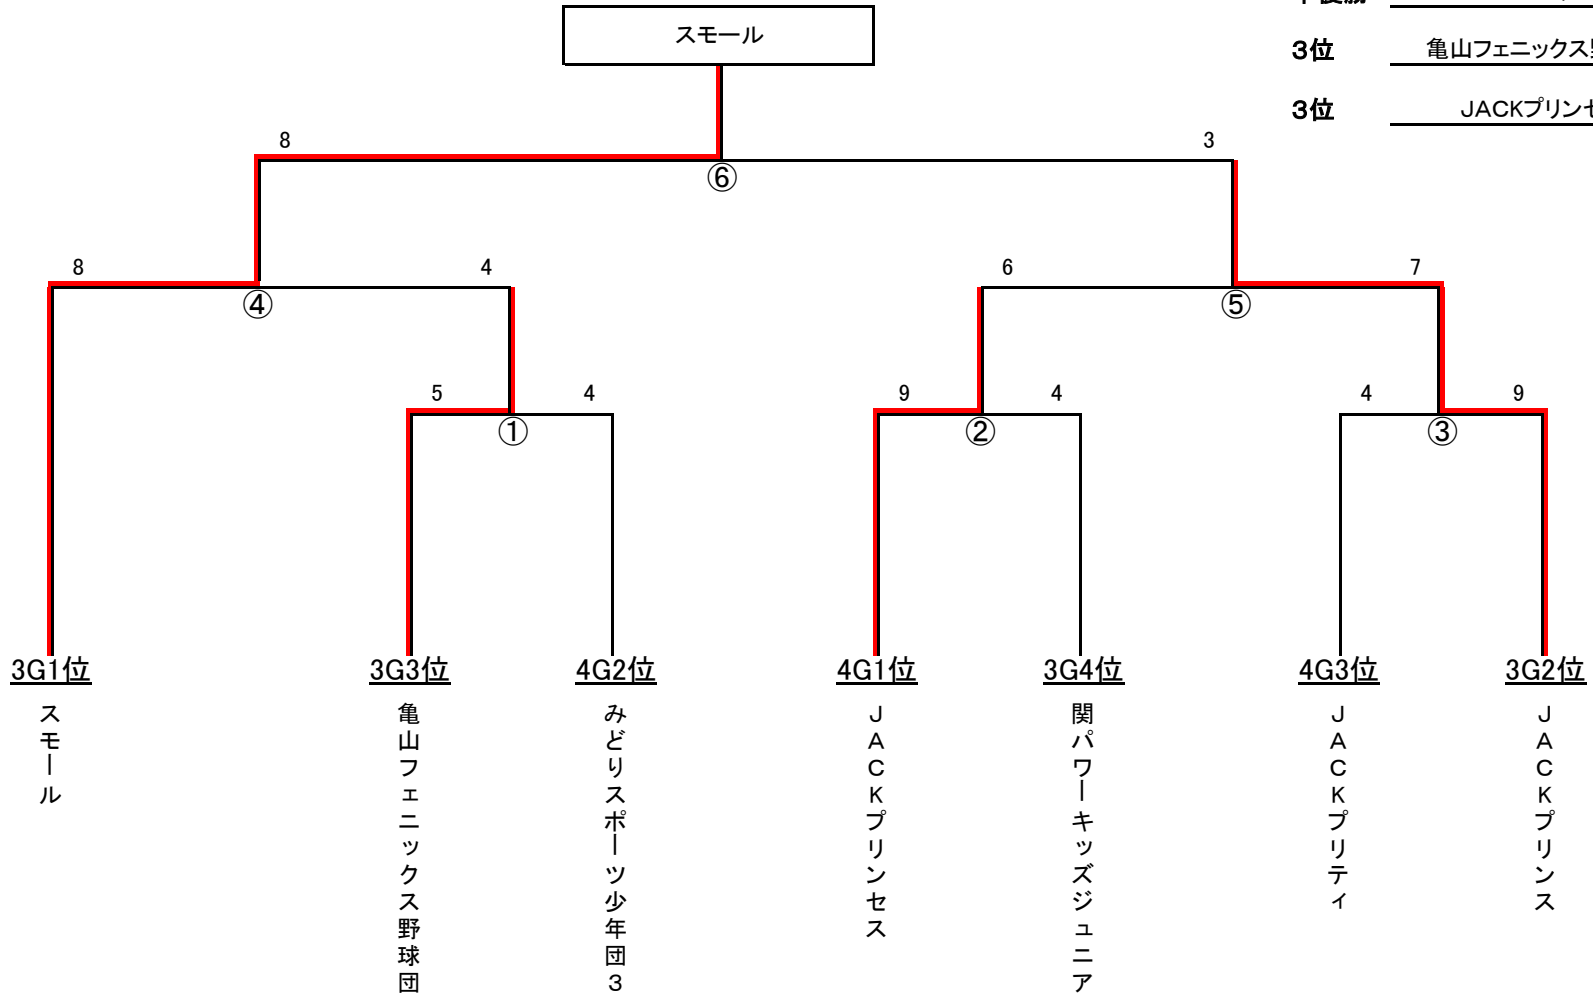 スモール
3位 亀山フェニックス
3位 JACKプリン
8 3
⑥
8 4 6 7
④ ⑤
5 4 9 4 4 9
① ② ③
3G1位 3G3位 4G2位 4G1位 3G4位 4G3位 3G2位
スモール
亀山フェニックス野球団
みどりスポーツ少年団3
JACKプリンセス
関パワーキッズジュニア
JACKプリティ
JACKプリンス